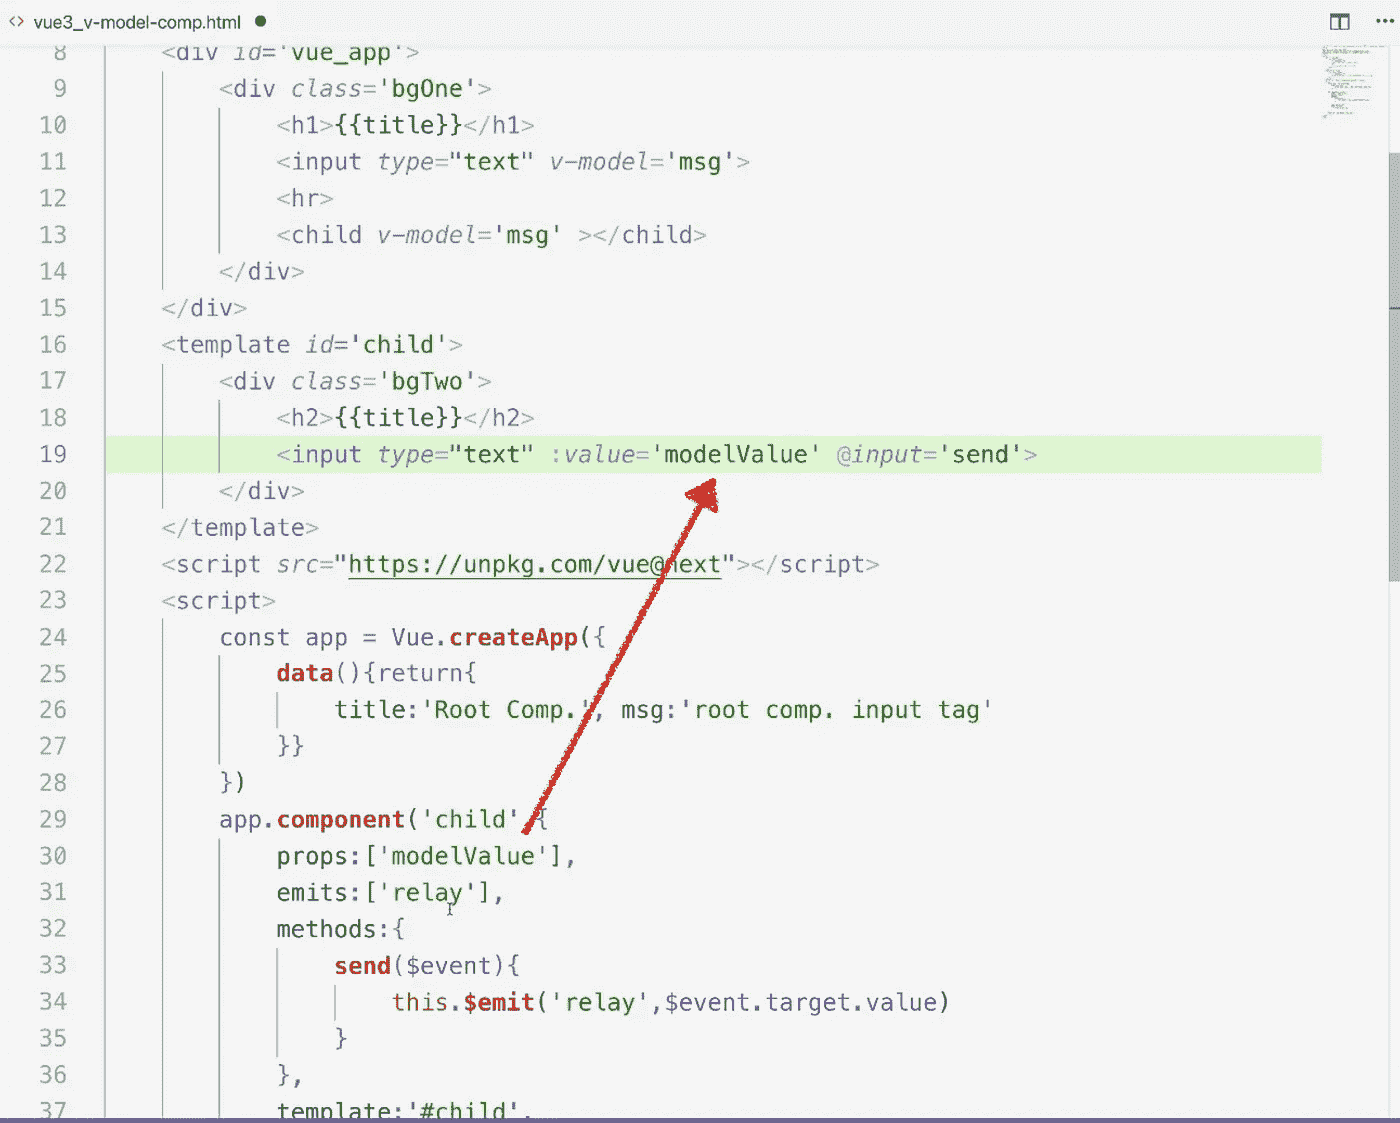 vue3_v-model-comp.html
8 <div id='vue_app'>
9 <div class='bgOne'>
10 <h1>{{title}}</h1>
11 <input type="text" v-model='msg'>
12 <hr>
13 <child v-model='msg' ></child>
14 </div>
15 </div>
16 <template id='child'>
17 <div class='bgTwo'>
18 <h2>{{title}}</h2>
19 <input type="text" :value='modelValue' @input='send'>
20 </div>
21 </template>
22 <script src="https://unpkg.com/vue@next"></script>
23 <script>
24 const app = Vue.createApp({
25 data(){return{
26 title:'Root Comp.', msg:'root comp. input tag'
27 }}
28 })
29 app.component('child',{
30 props:['modelValue'],
31 emits:['relay'],
32 methods:{
33 send($event){
34 this.$emit('relay',$event.target.value)
35 }
36 },
37 template:'#child',